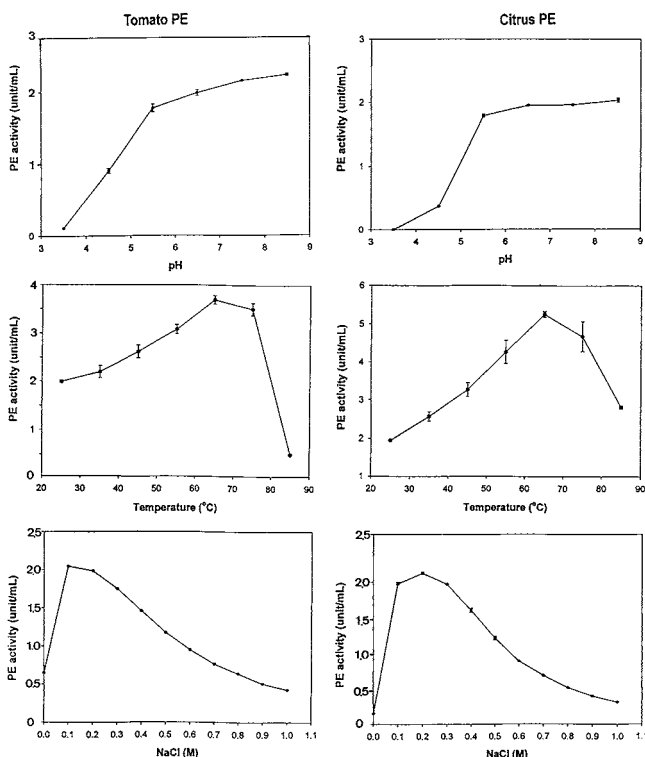 Tomato PE
Citrus PE
PE activity (unit/mL)
3
2
1
0
3 4 5 6 7 8 9
pH
PE activity (unit/mL)
3
2
1
0
3 4 5 6 7 8 9
pH
PE activity (unit/mL)
4
3
2
1
0
20 30 40 50 60 70 80 90
Temperature (°C)
PE activity (unit/mL)
6
5
4
3
2
1
20 30 40 50 60 70 80 90
Temperature (°C)
PE activity (unit/mL)
2,5
2,0
1,5
1,0
0,5
0
0.0 0.1 0.2 0.3 0.4 0.5 0.6 0.7 0.8 0.9 1.0 1.1
NaCl (M)
PE activity (unit/mL)
2,5
2,0
1,0
0,5
0
0.0 0.1 0.2 0.3 0.4 0.5 0.6 0.7 0.8 0.9 1.0 1.1
NaCl (M)